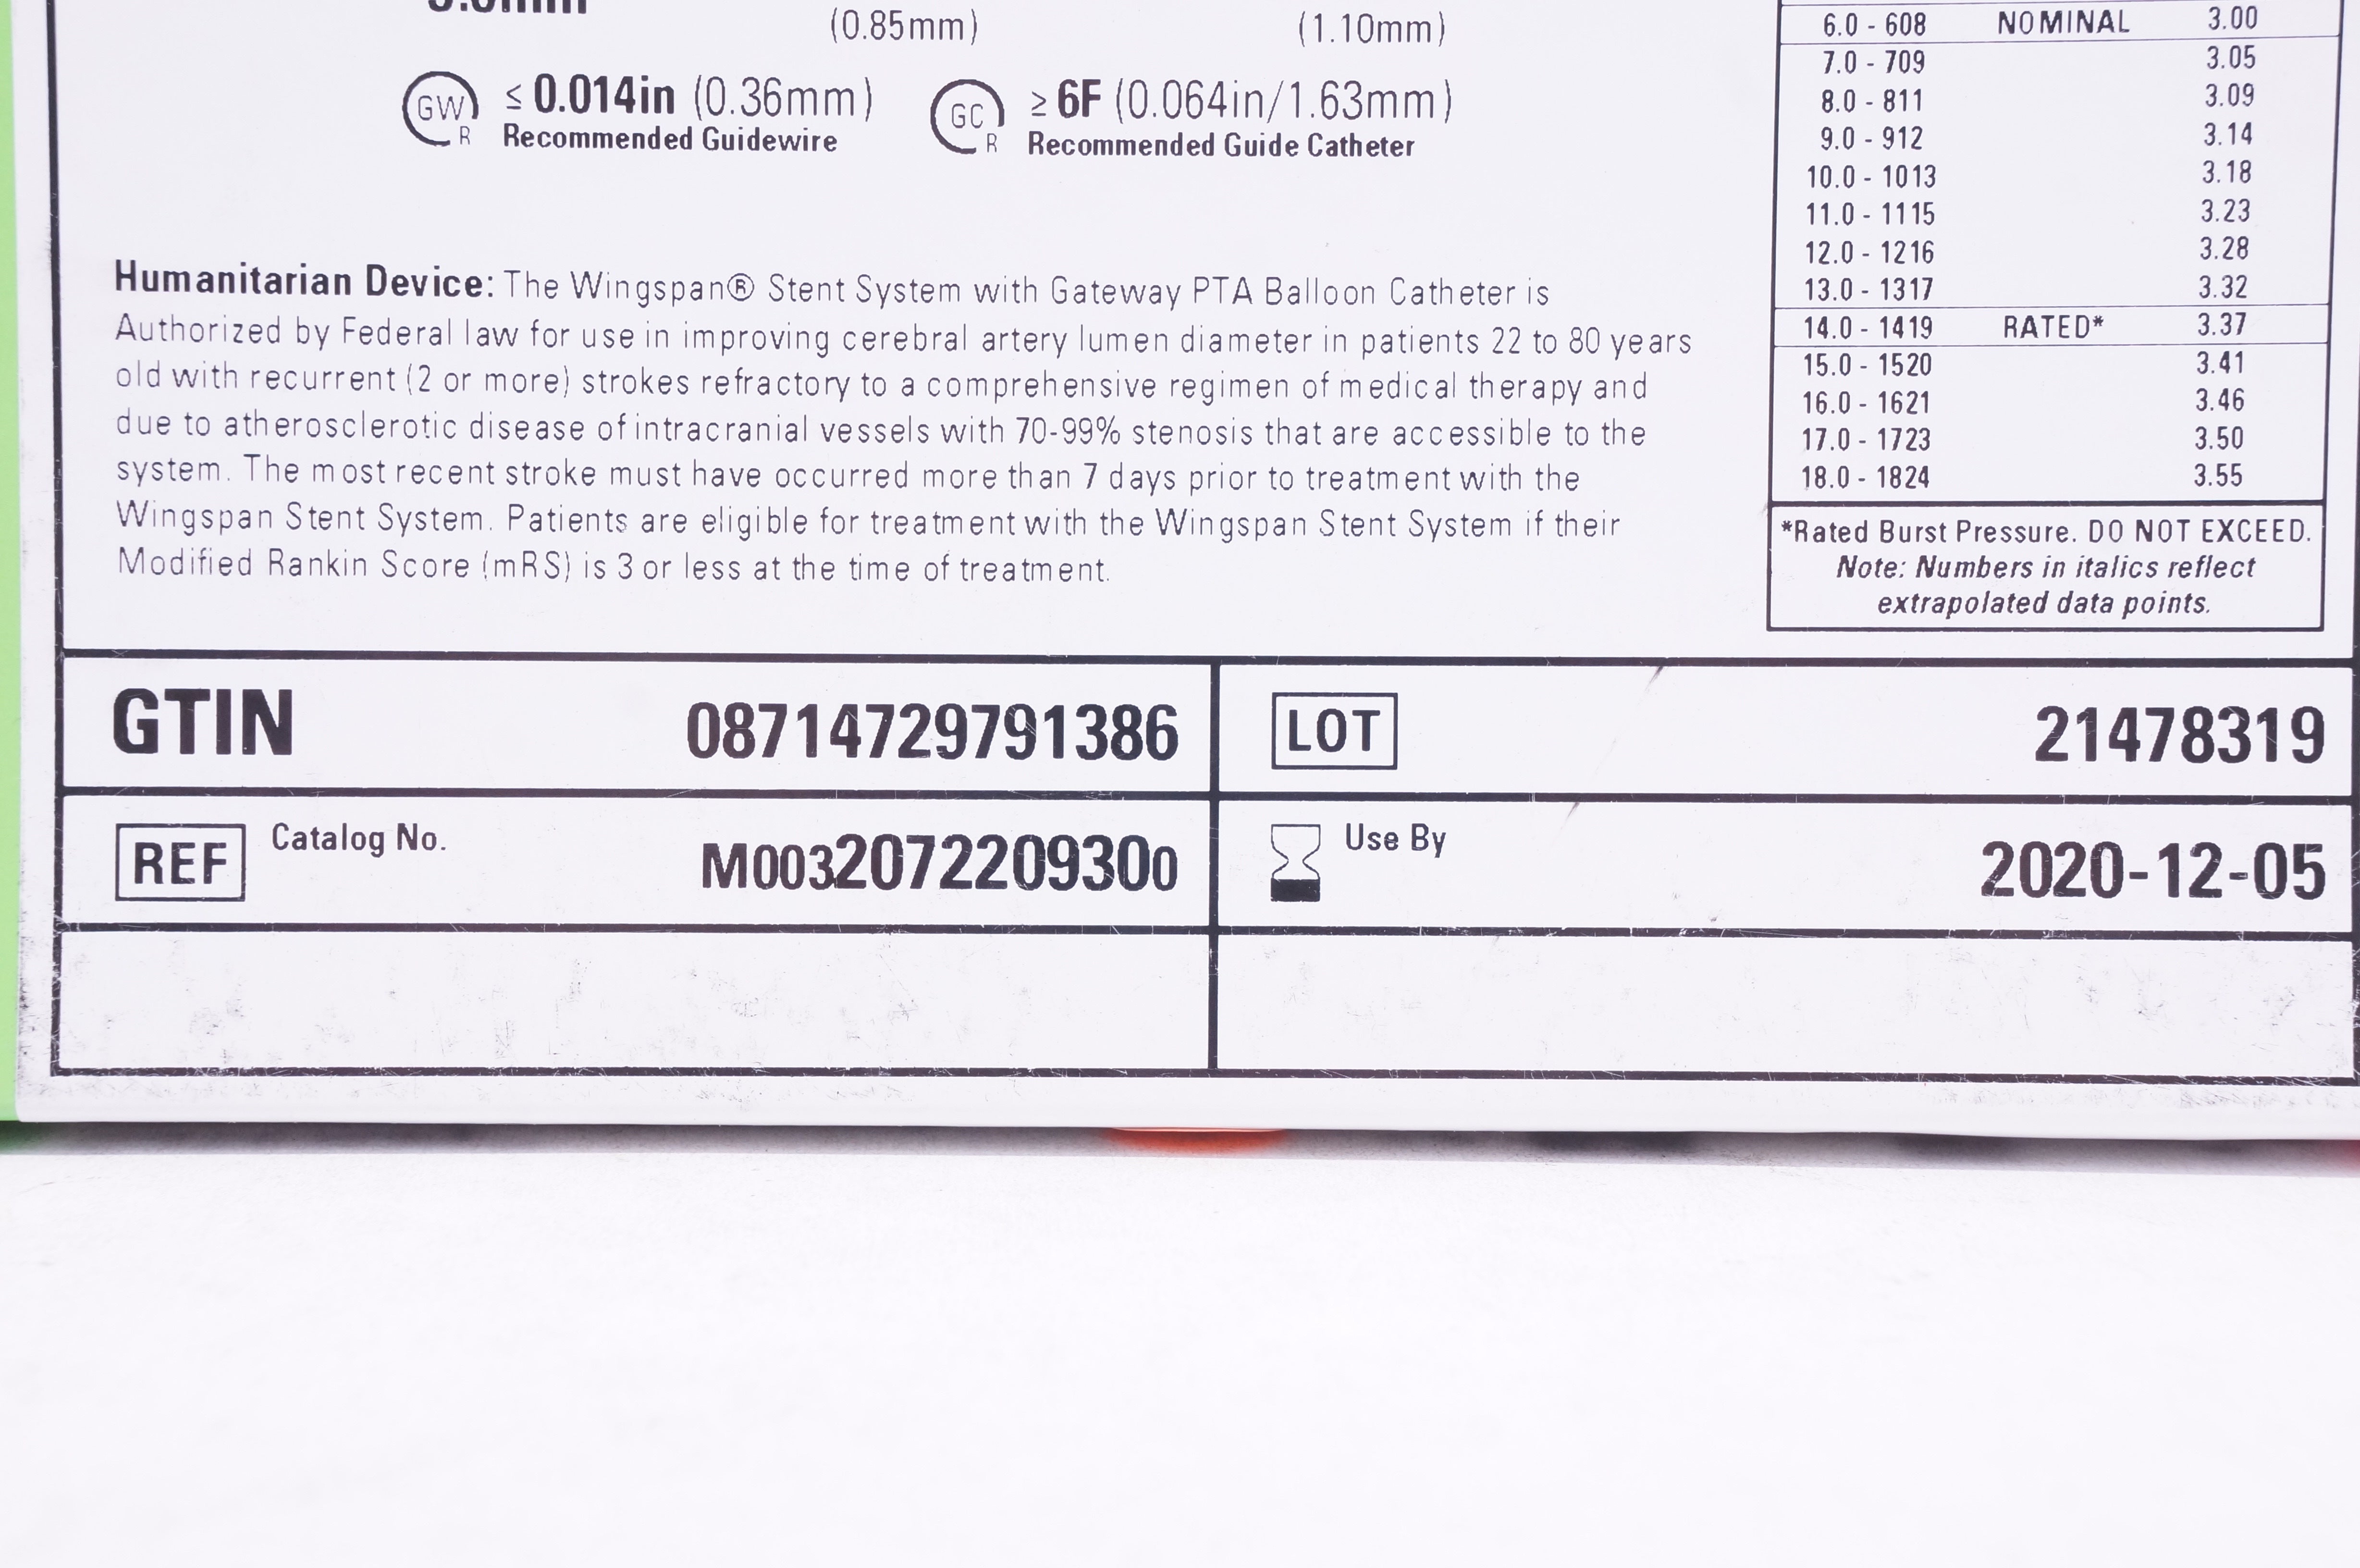 (0.85mm)
(1.10mm)
GW R ≤ 0.014in (0.36mm)
Recommended Guidewire
GC R ≥ 6F (0.064in/1.63mm)
Recommended Guide Catheter
Humanitarian Device: The Wingspan® Stent System with Gateway PTA Balloon Catheter is
Authorized by Federal law for use in improving cerebral artery lumen diameter in patients 22 to 80 years
old with recurrent (2 or more) strokes refractory to a comprehensive regimen of medical therapy and
due to atherosclerotic disease of intracranial vessels with 70-99% stenosis that are accessible to the
system. The most recent stroke must have occurred more than 7 days prior to treatment with the
Wingspan Stent System. Patients are eligible for treatment with the Wingspan Stent System if their
Modified Rankin Score (mRS) is 3 or less at the time of treatment.
6.0 - 608 NOMINAL 3.00
7.0 - 709 3.05
8.0 - 811 3.09
9.0 - 912 3.14
10.0 - 1013 3.18
11.0 - 1115 3.23
12.0 - 1216 3.28
13.0 - 1317 3.32
14.0 - 1419 RATED* 3.37
15.0 - 1520 3.41
16.0 - 1621 3.46
17.0 - 1723 3.50
18.0 - 1824 3.55
*Rated Burst Pressure. DO NOT EXCEED.
Note: Numbers in italics reflect
extrapolated data points.
GTIN 08714729791386
LOT 21478319
REF Catalog No. M0032072209300
Use By 2020-12-05